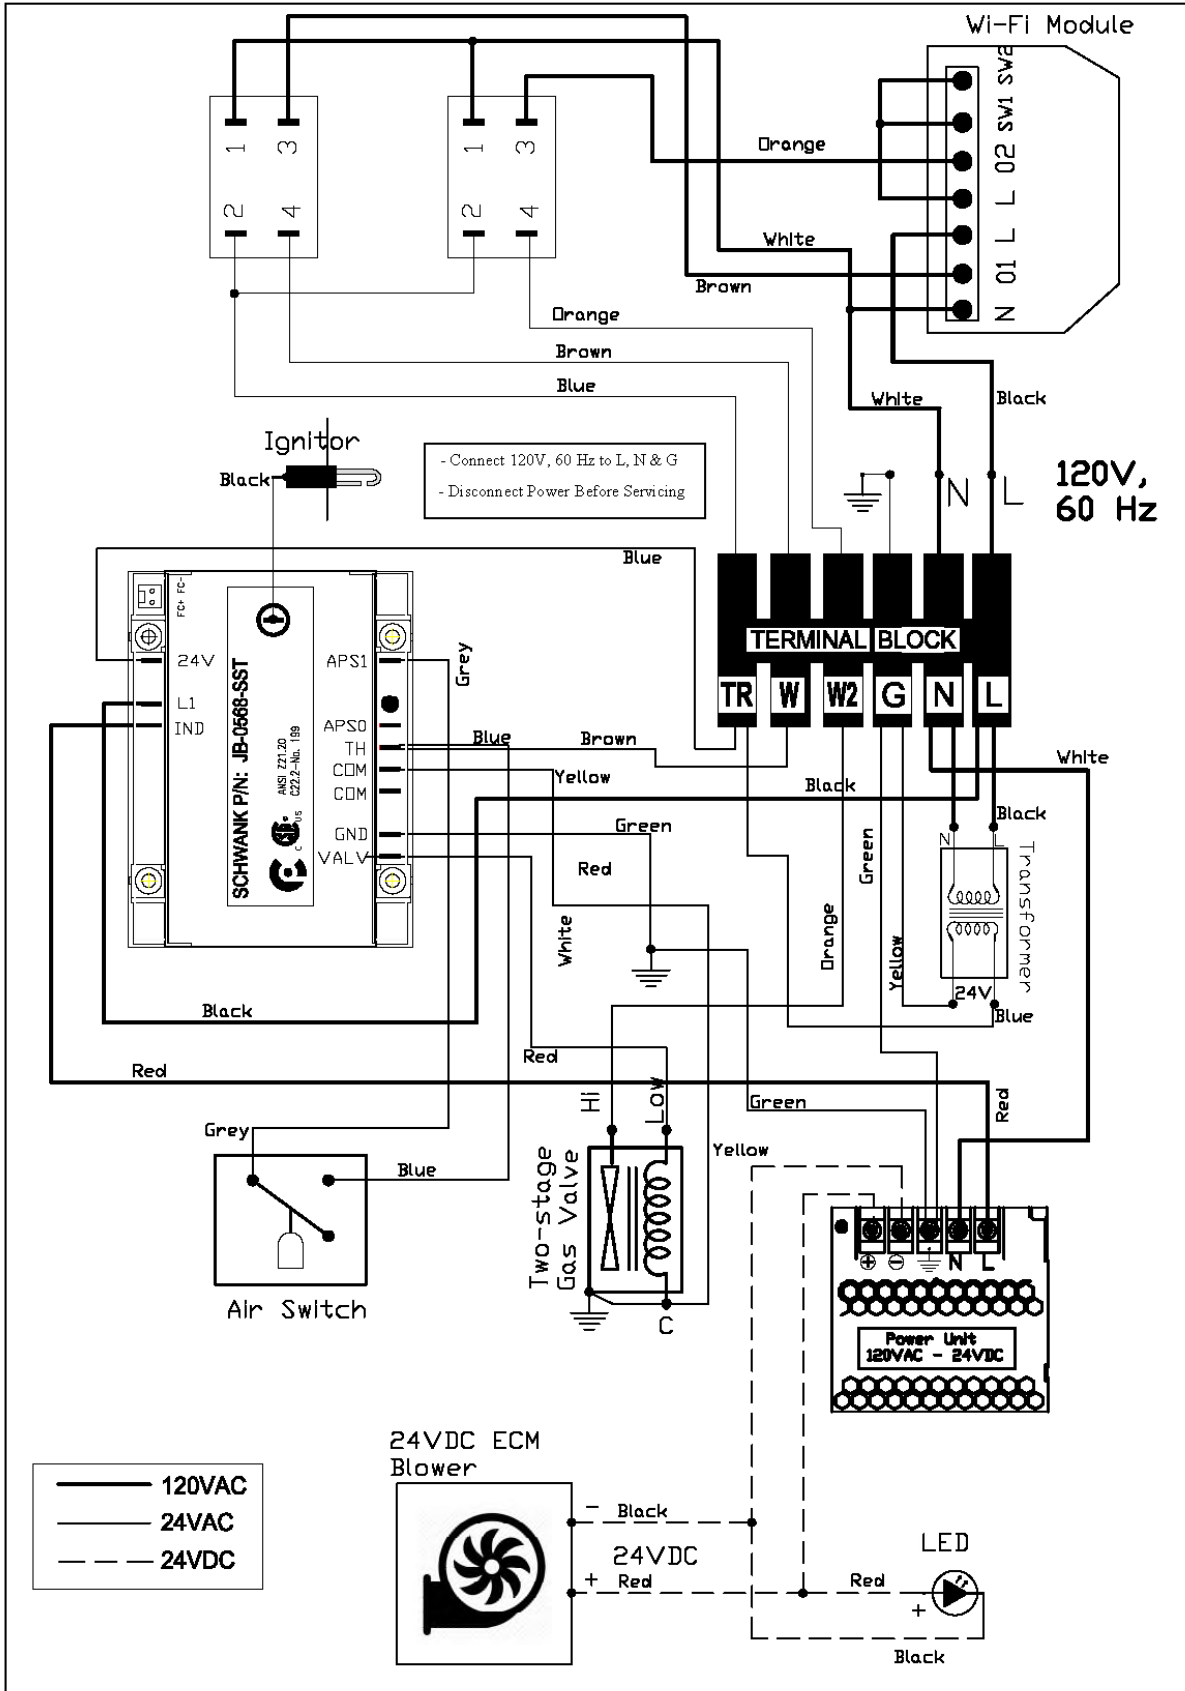 Wi-Fi Module
SW2
SW1
O2
L
L
O1
N
1
3
2
4
1
3
2
4
Orange
White
Brown
Orange
Brown
Blue
White
Black
Ignitor
Black
- Connect 120V, 60 Hz to L, N & G
- Disconnect Power Before Servicing
N
L
120V,
60 Hz
Blue
TERMINAL BLOCK
TR
W
W2
G
N
L
FC+ FC-
24V
L1
IND
SCHWANK P/N: JB-0568-SST
ANSI Z21.20
C22.2-No. 199
C
US
APS1
APS0
TH
COM
COM
GND
VALV
Grey
Blue
Brown
Yellow
Black
White
Green
Red
White
Black
N
L
Transformer
24V
Blue
Green
Yellow
Orange
Black
Red
Red
Hi
Low
Green
Red
Grey
Blue
Yellow
Air Switch
Two-stage
Gas Valve
C
+
-
N
L
Power Unit
120VAC - 24VDC
24VDC ECM
Blower
-
Black
24VDC
+
Red
Red
LED
+
Black
120VAC
24VAC
24VDC